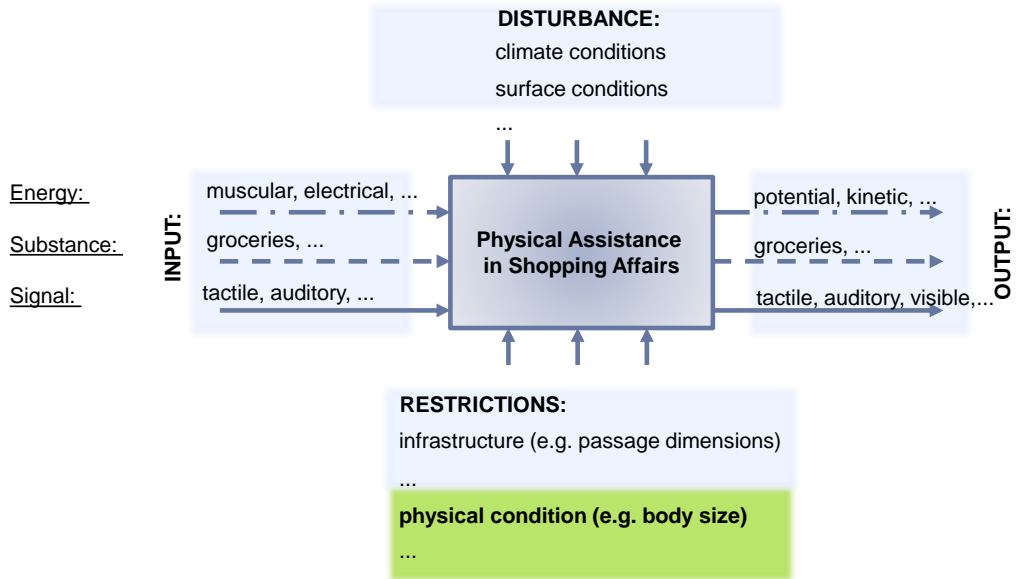 DISTURBANCE:
climate conditions
surface conditions
...
Energy:
Substance:
Signal:
INPUT:
muscular, electrical, ...
groceries, ...
tactile, auditory, ...
Physical Assistance
in Shopping Affairs
potential, kinetic, ...
groceries, ...
tactile, auditory, visible,...
OUTPUT:
RESTRICTIONS:
infrastructure (e.g. passage dimensions)
...
physical condition (e.g. body size)
...